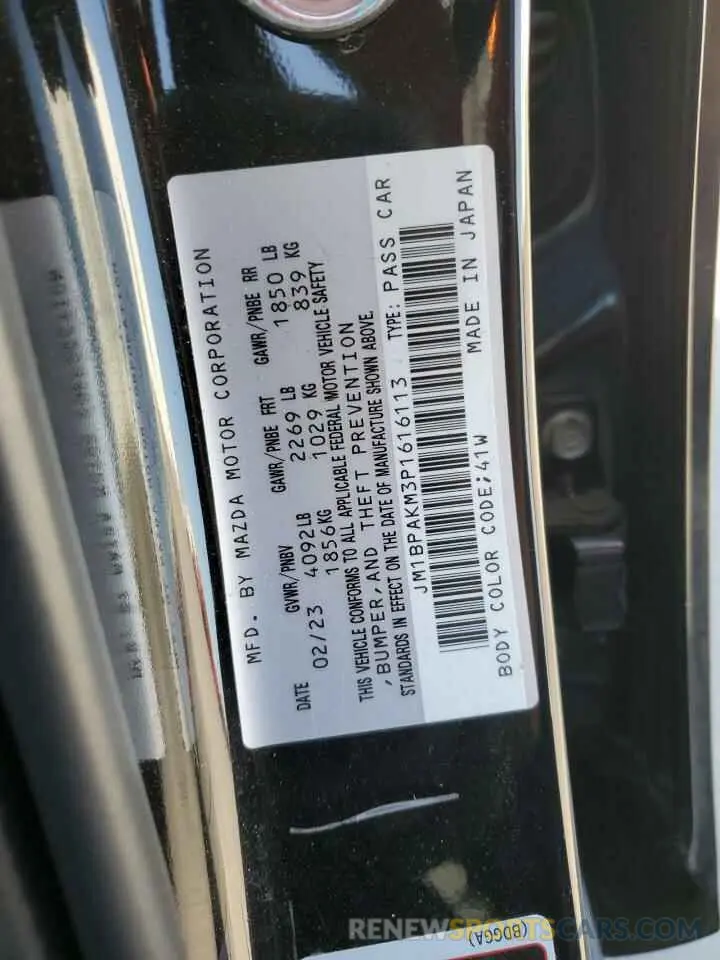 MFD. BY MAZDA MOTOR CORPORATION
DATE GVWR/PNBV GAWR/PNBE FRT GAWR/PNBE RR
02/23 4092LB 2269 LB 1850 LB
1856KG 1029 KG 839 KG
THIS VEHICLE CONFORMS TO ALL APPLICABLE FEDERAL MOTOR VEHICLE SAFETY
,BUMPER,AND THEFT PREVENTION
STANDARDS IN EFFECT ON THE DATE OF MANUFACTURE SHOWN ABOVE
JM1BPAKM3P1616113 TYPE: PASS CAR
BODY COLOR CODE;41W MADE IN JAPAN
(BDGGA)
RENEWSPORTSCARS.COM